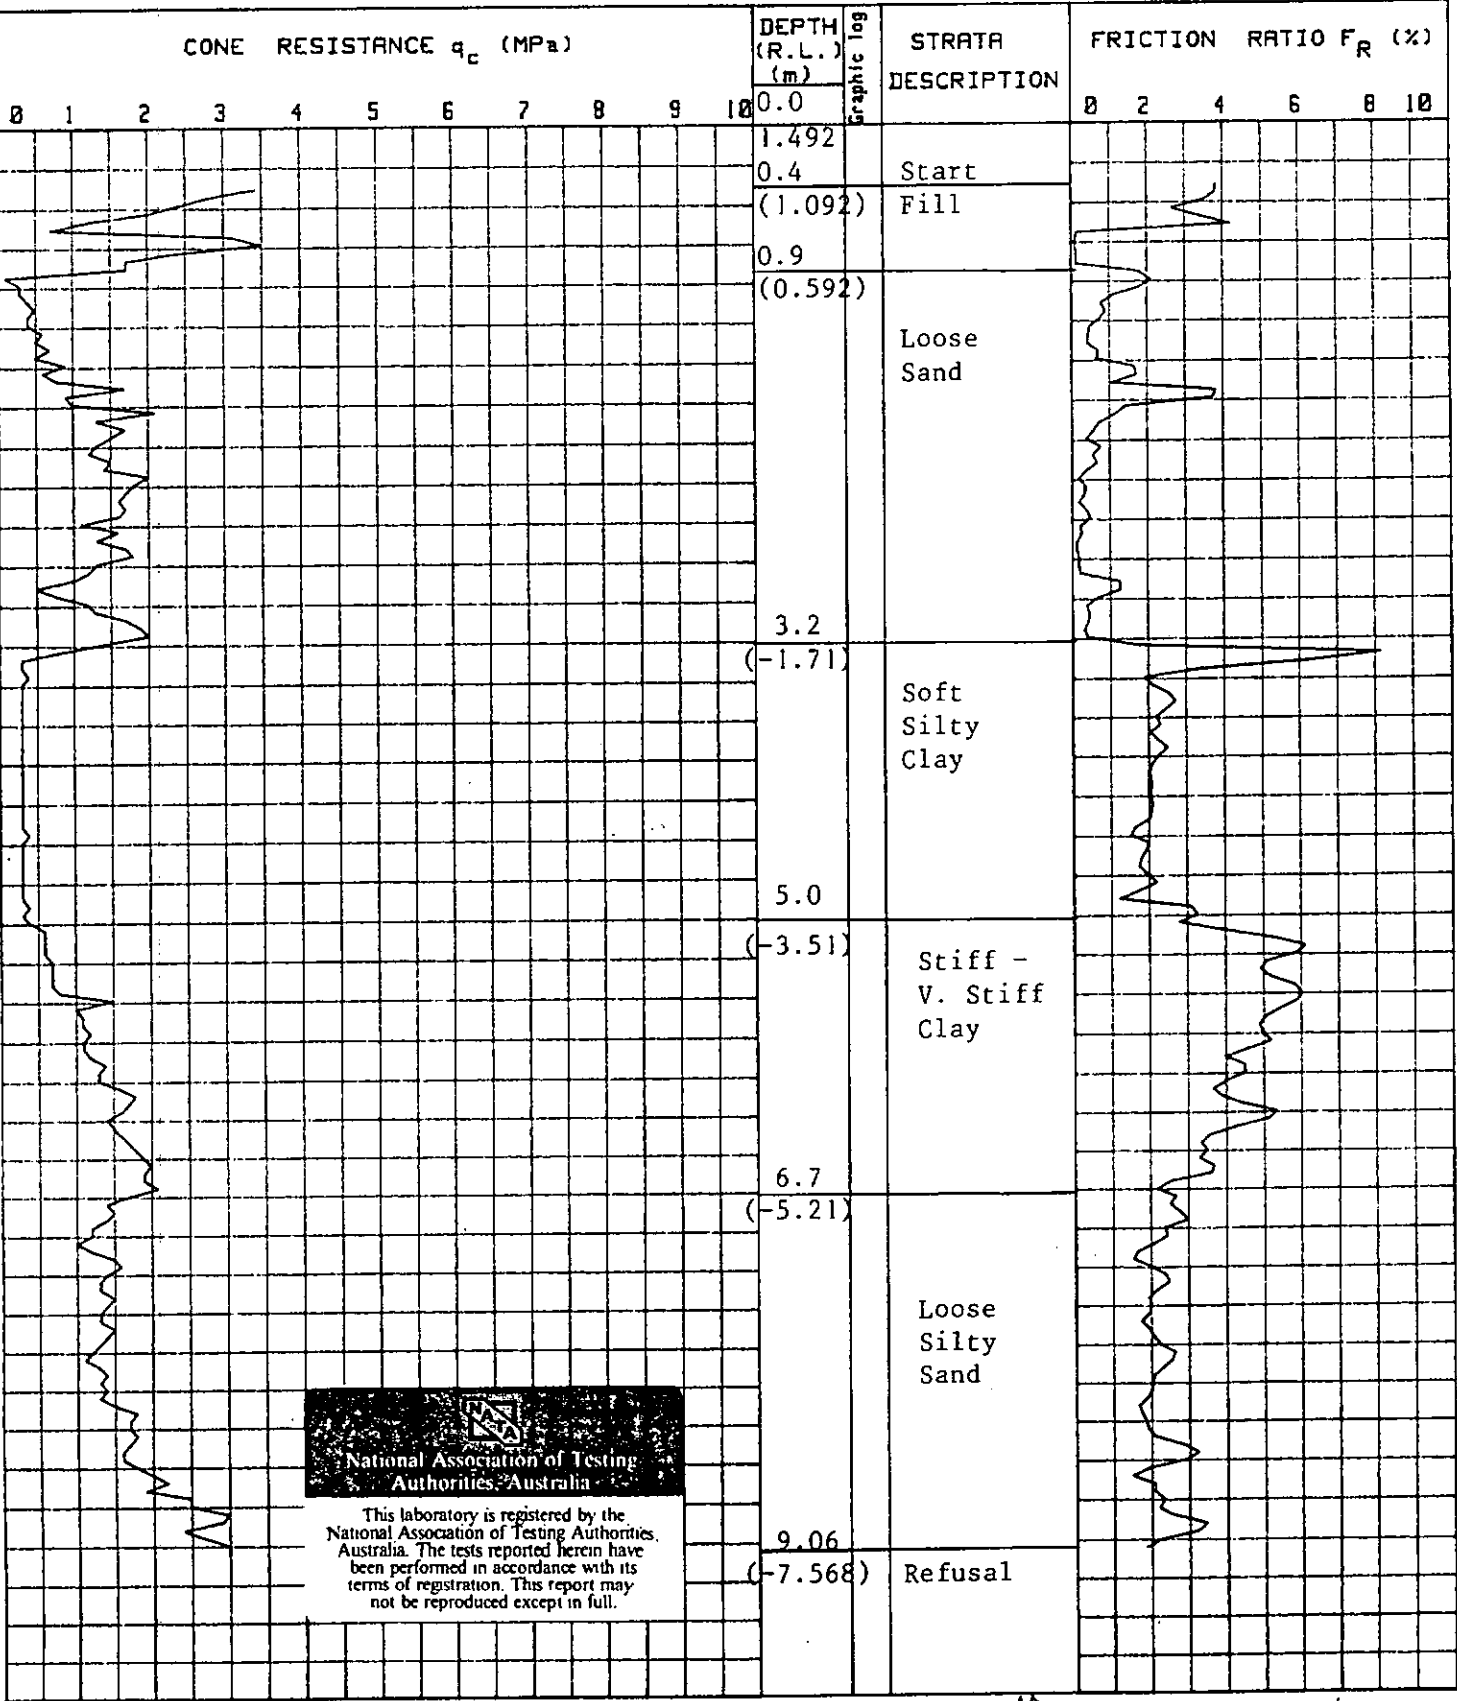 CONE RESISTANCE qc (MPa)
DEPTH
(R.L.)
(m)
Graphic log
STRATA
DESCRIPTION
FRICTION RATIO FR (%)
0 1 2 3 4 5 6 7 8 9 10
0.0
0 2 4 6 8 10
1.492
0.4
Start
(1.092)
Fill
0.9
(0.592)
Loose
Sand
3.2
(-1.71)
Soft
Silty
Clay
5.0
(-3.51)
Stiff -
V. Stiff
Clay
6.7
(-5.21)
Loose
Silty
Sand
NATA
National Association of Testing
Authorities, Australia
This laboratory is registered by the
National Association of Testing Authorities,
Australia. The tests reported herein have
been performed in accordance with its
terms of registration. This report may
not be reproduced except in full.
9.06
(-7.568)
Refusal